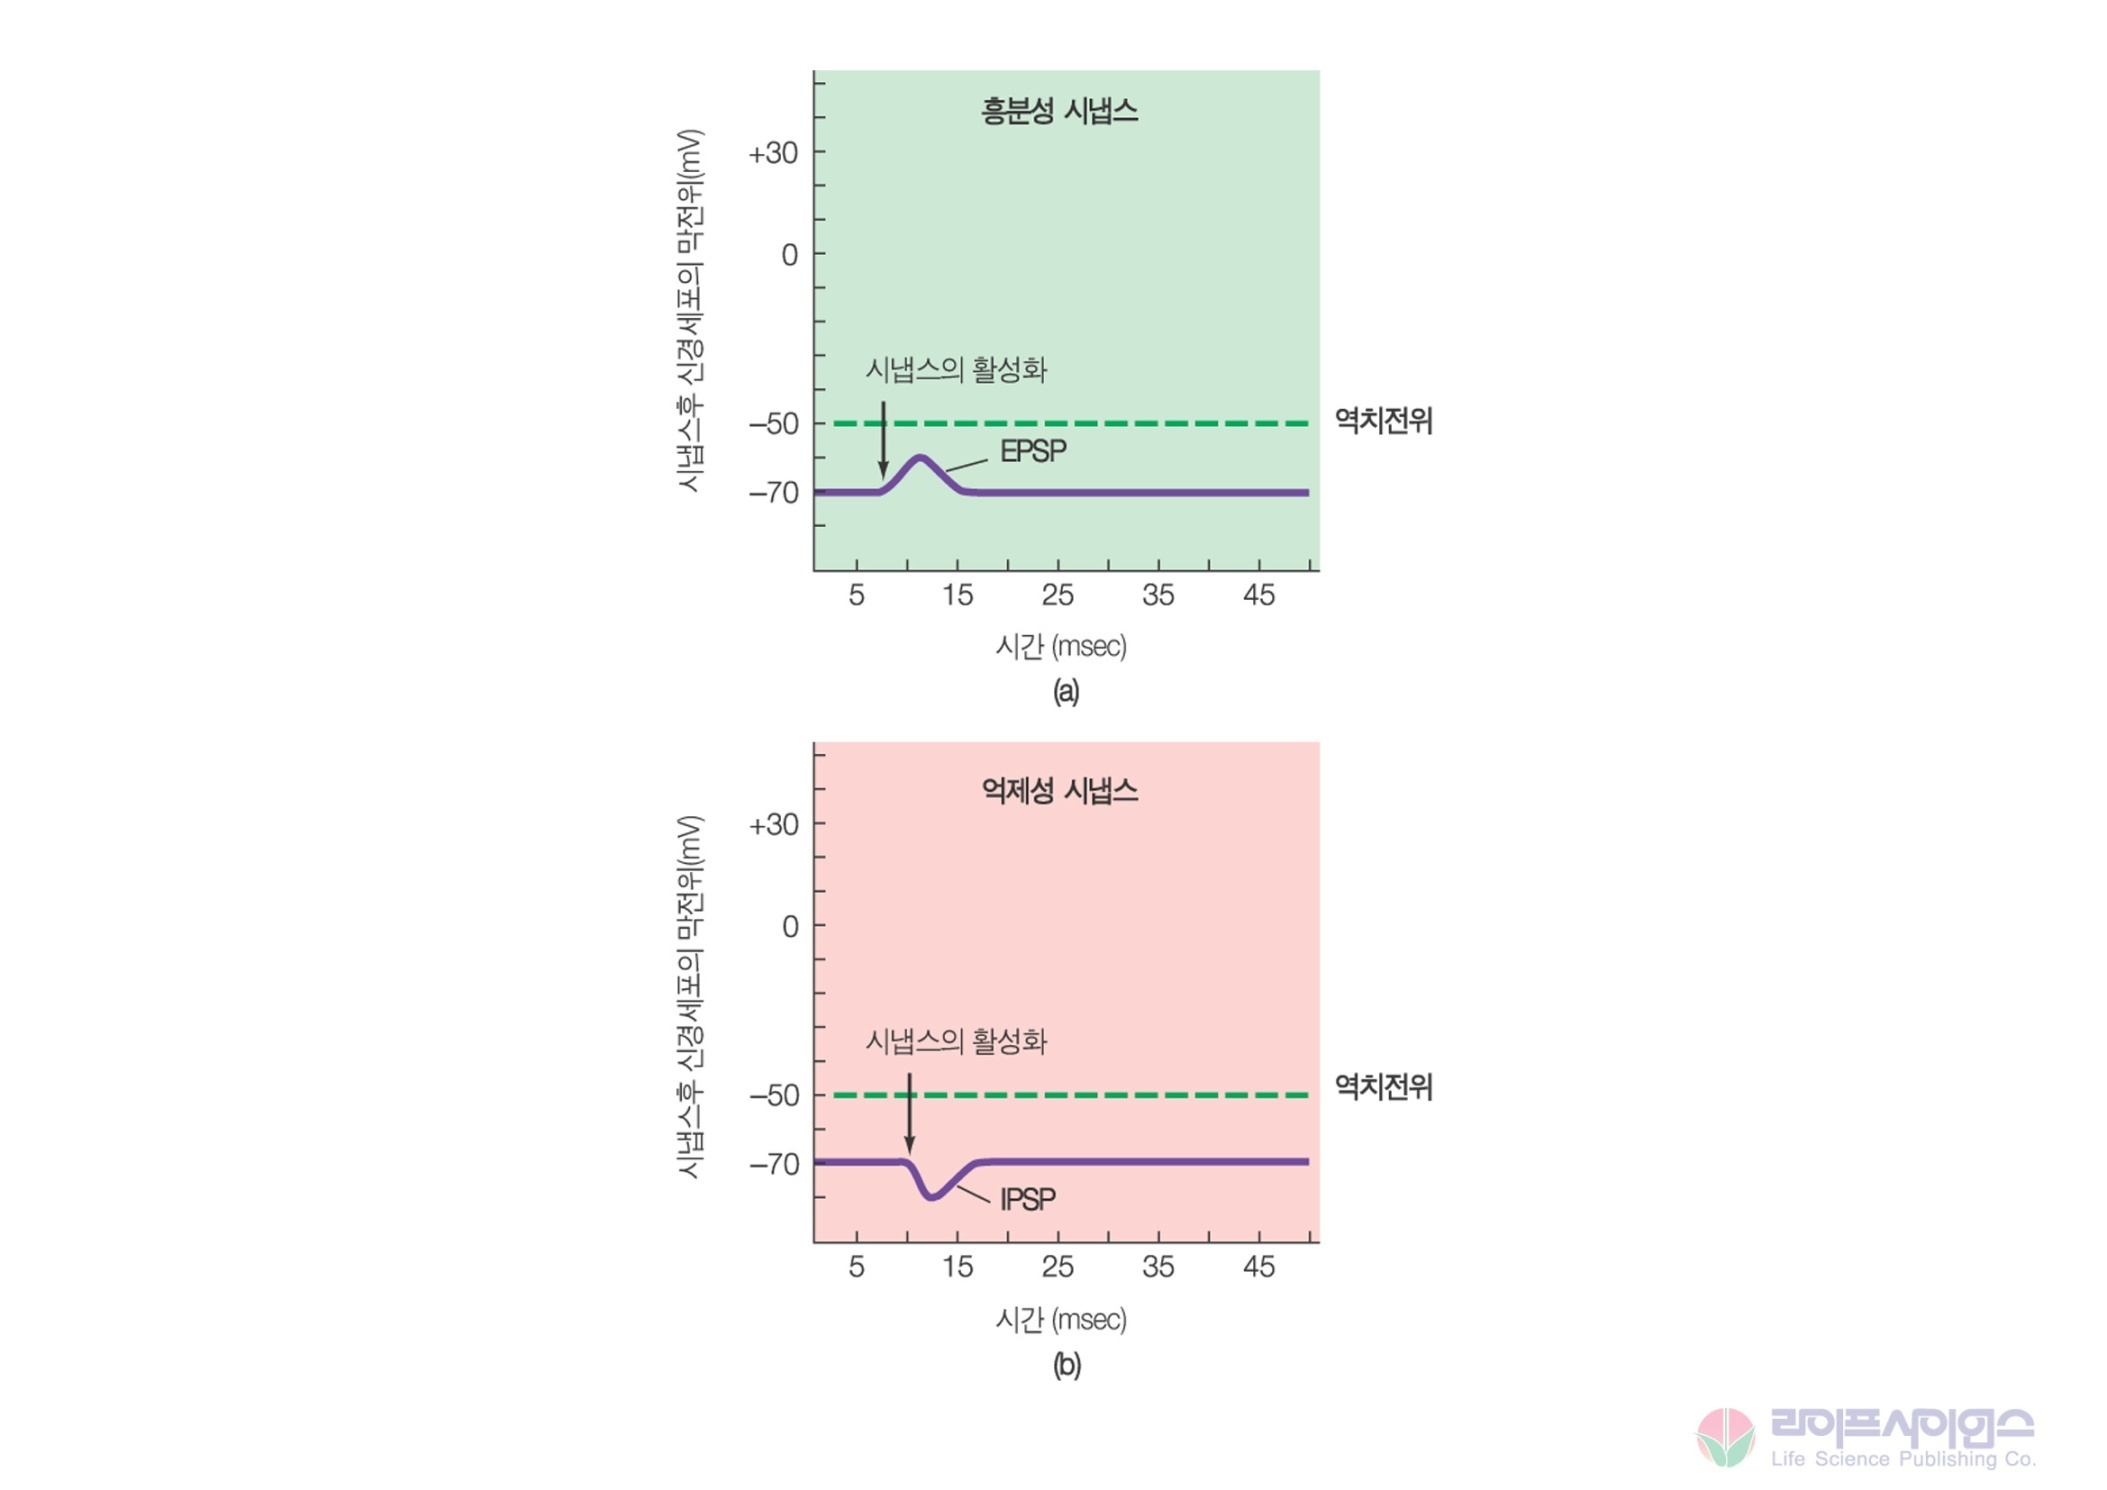 흥분성 시냅스
시냅스후 신경세포의 막전위(mV)
+30
0
시냅스의 활성화
–50
역치전위
EPSP
–70
5 15 25 35 45
시간 (msec)
(a)
억제성 시냅스
시냅스후 신경세포의 막전위(mV)
+30
0
시냅스의 활성화
–50
역치전위
–70
IPSP
5 15 25 35 45
시간 (msec)
(b)
라이프사이언스
Life Science Publishing Co.